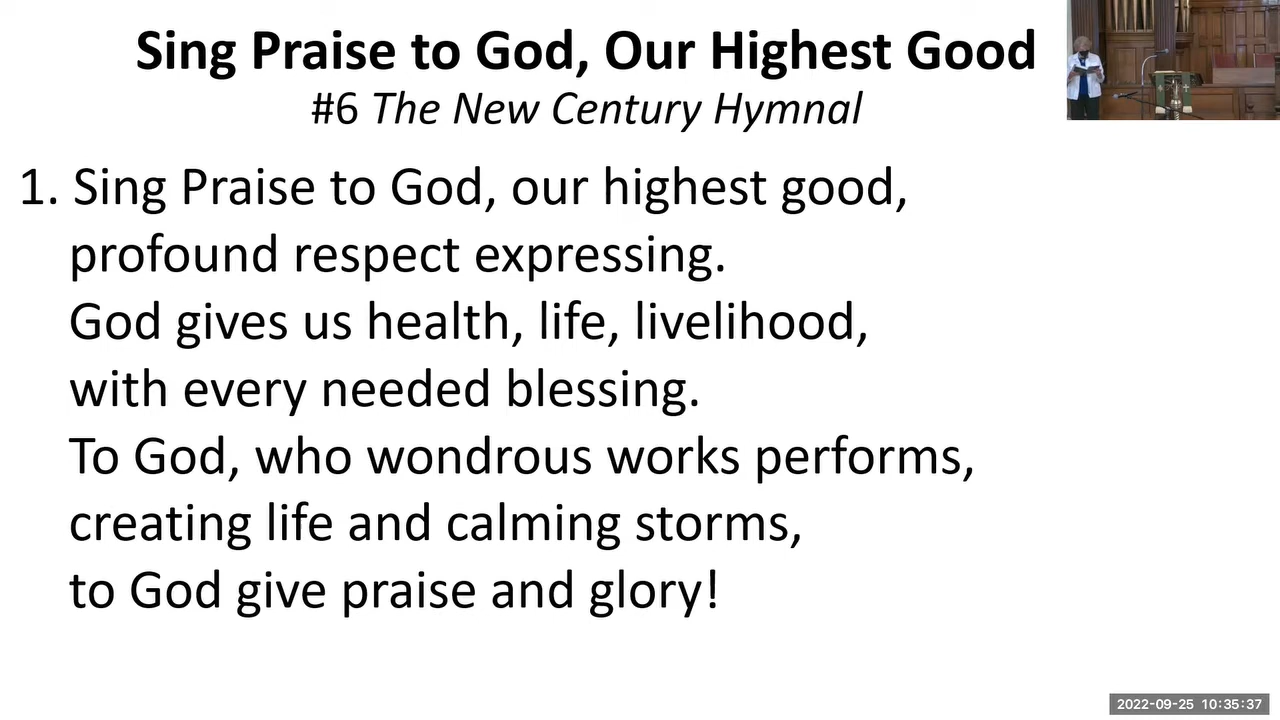 Sing Praise to God, Our Highest Good
#6 The New Century Hymnal
1. Sing Praise to God, our highest good,
profound respect expressing.
God gives us health, life, livelihood,
with every needed blessing.
To God, who wondrous works performs,
creating life and calming storms,
to God give praise and glory!
2022-09-25 10:35:37